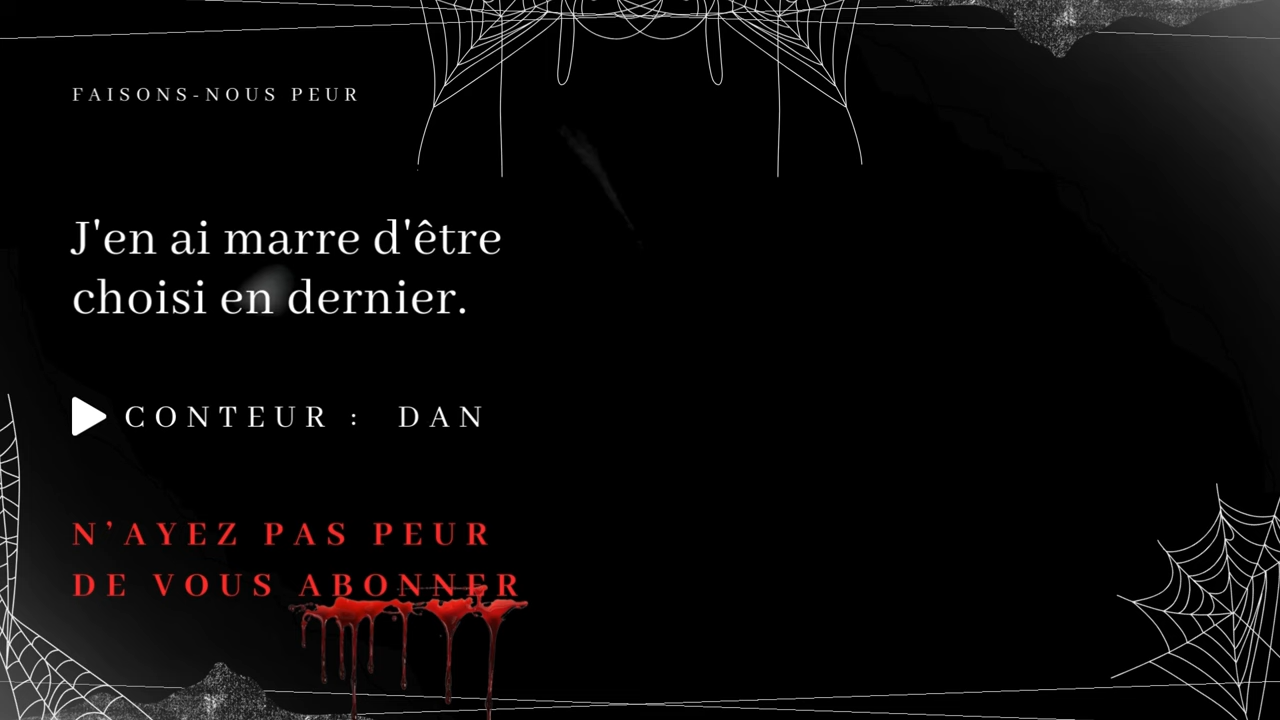 FAISONS-NOUS PEUR
J'en ai marre d'être
choisi en dernier.
CONTEUR : DAN
N'AYEZ PAS PEUR
DE VOUS ABONNER